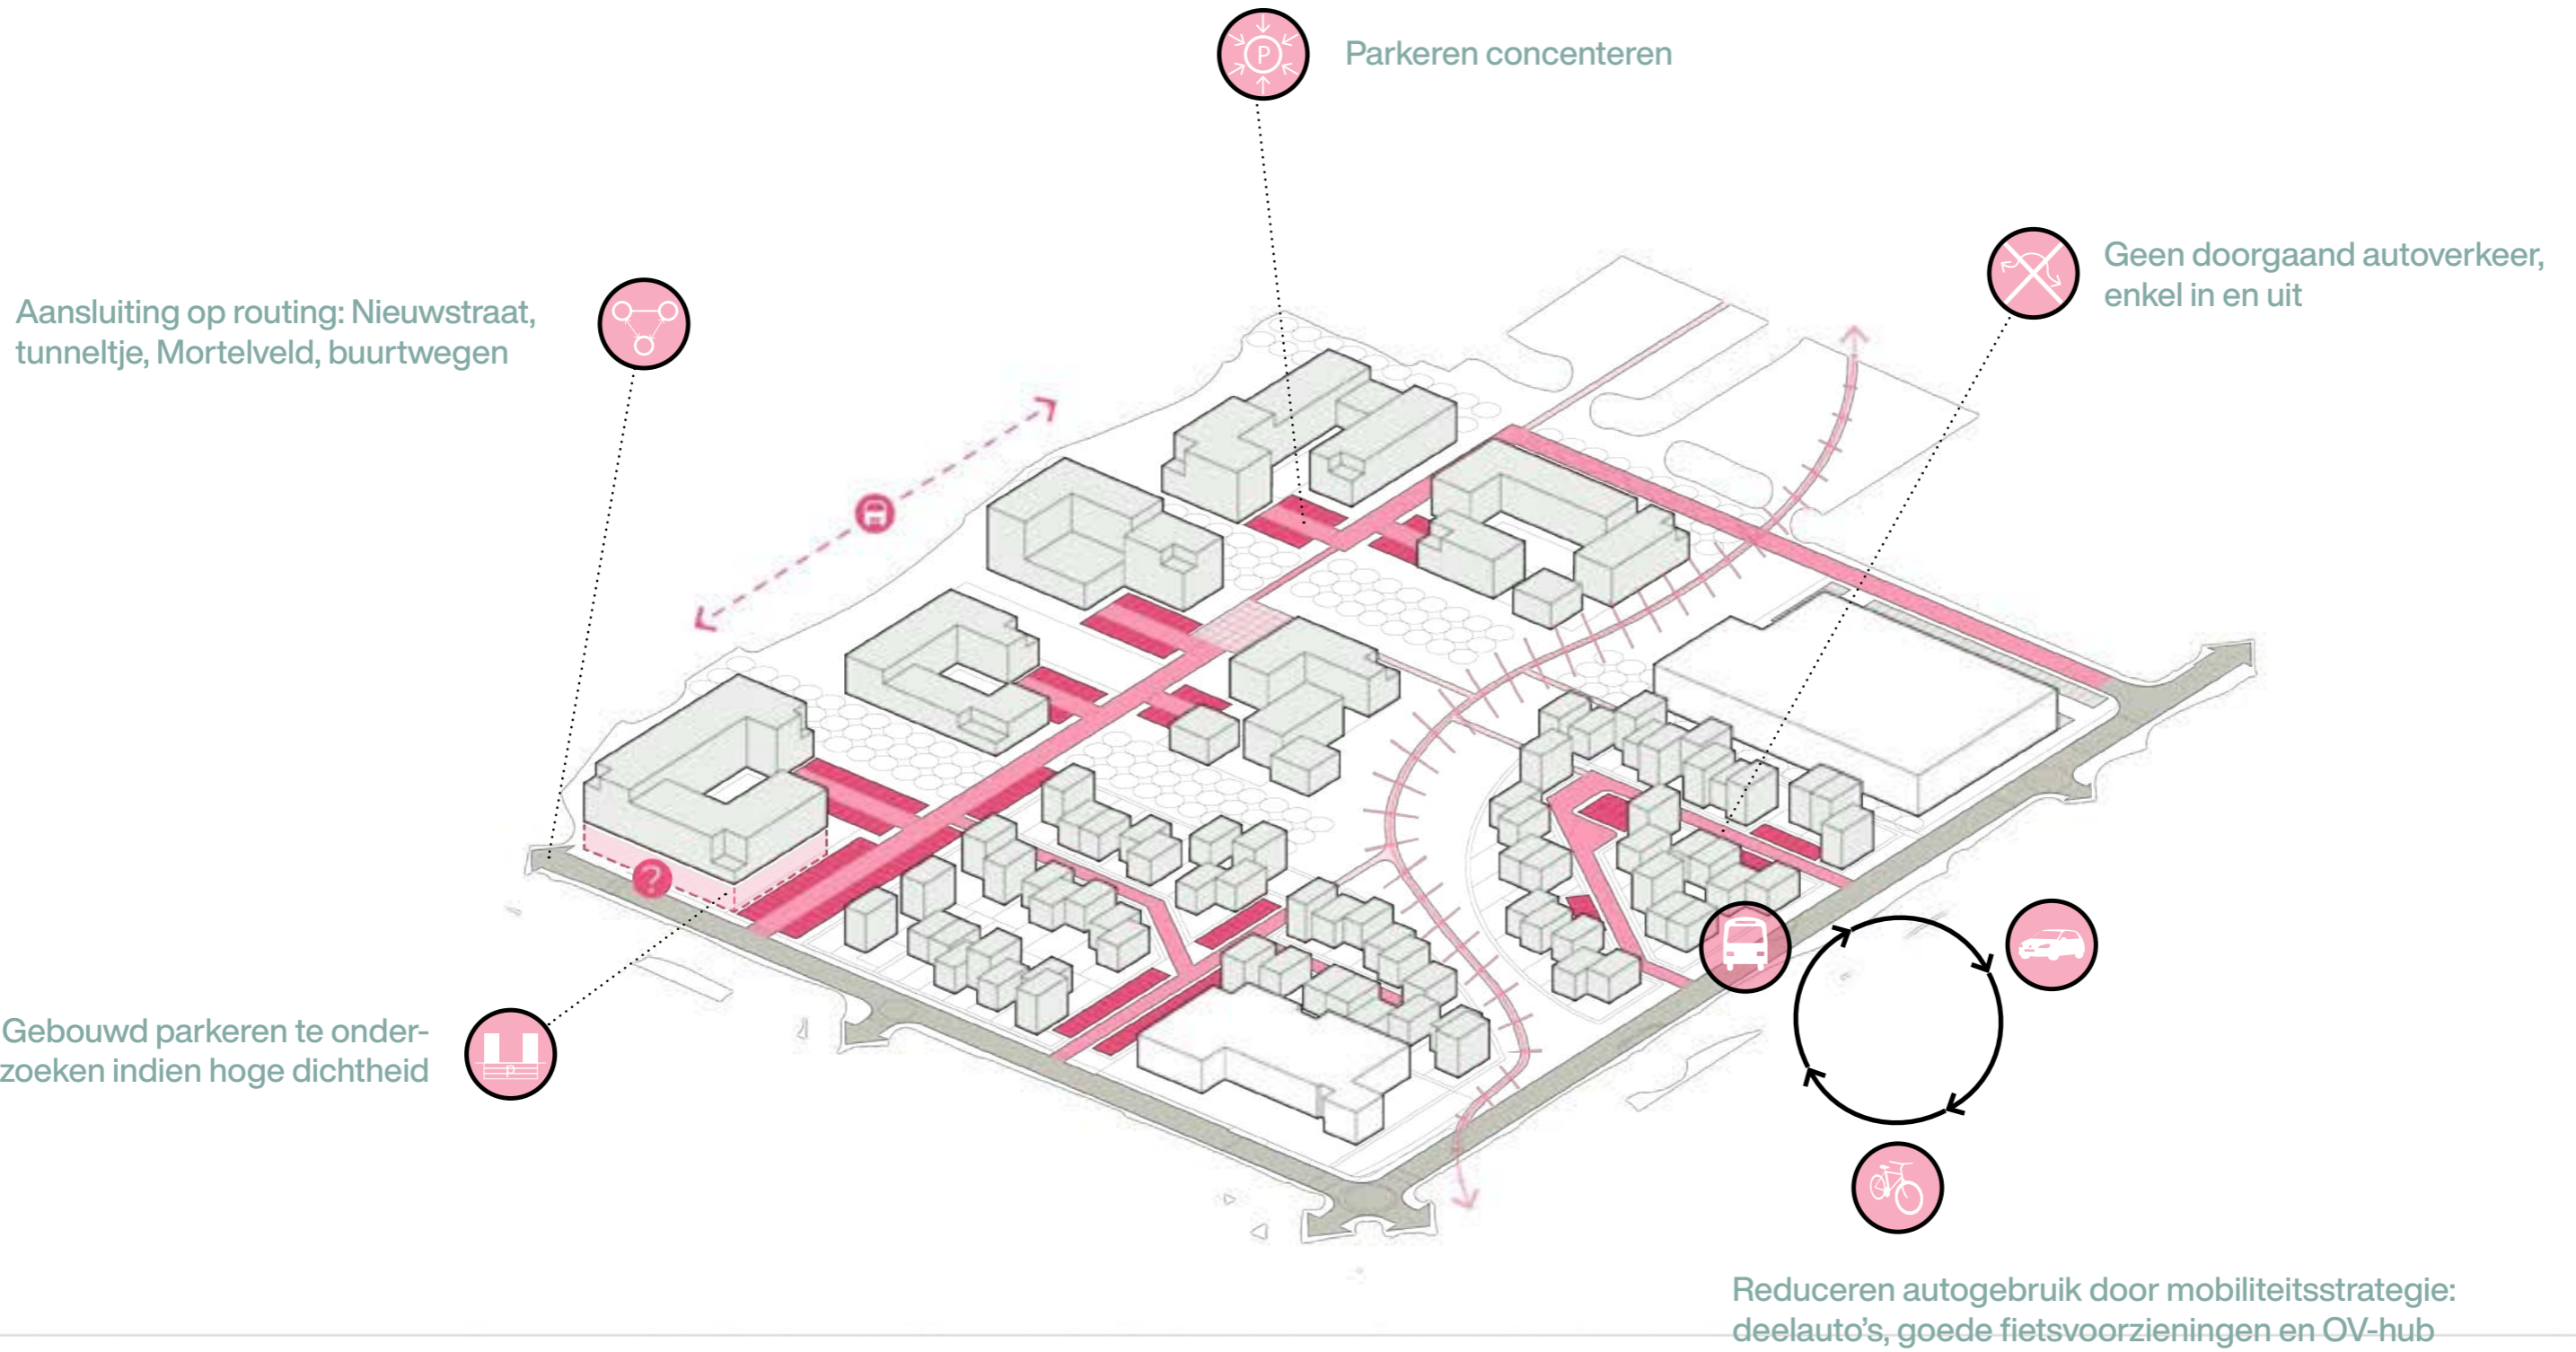 P
Parkeren concenteren
Geen doorgaand autoverkeer,
enkel in en uit
Aansluiting op routing: Nieuwstraat,
tunneltje, Mortelveld, buurtwegen
?
Gebouwd parkeren te onder-
zoeken indien hoge dichtheid
P
Reduceren autogebruik door mobiliteitsstrategie:
deelauto's, goede fietsvoorzieningen en OV-hub